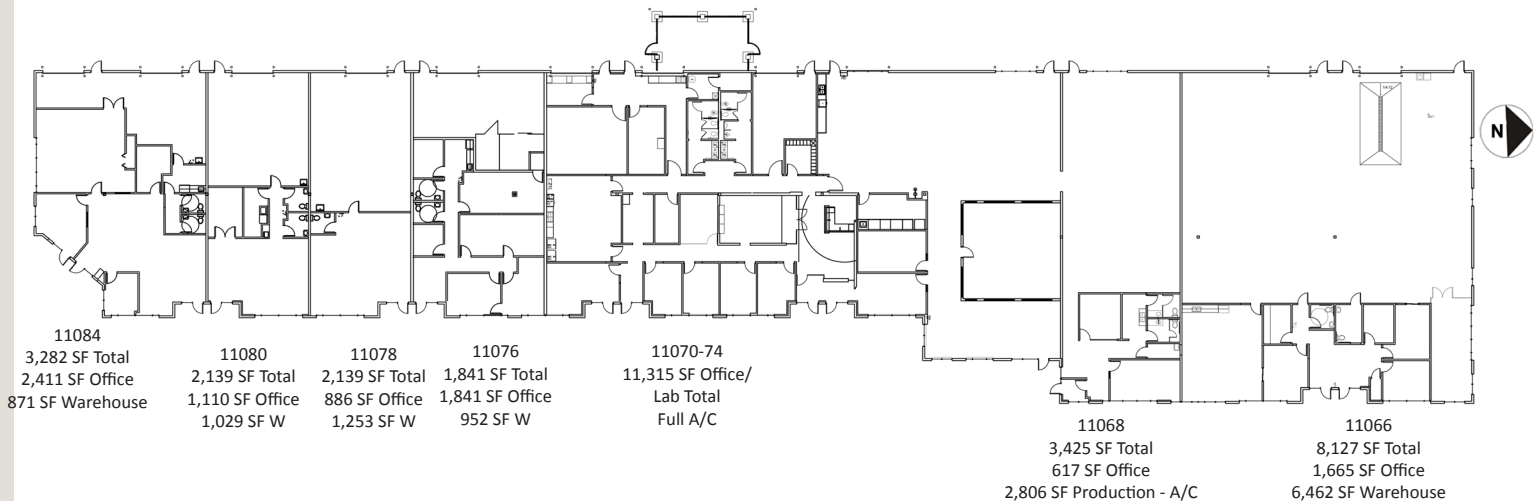 N
11084
3,282 SF Total
2,411 SF Office
871 SF Warehouse
11080
2,139 SF Total
1,110 SF Office
1,029 SF W
11078
2,139 SF Total
886 SF Office
1,253 SF W
11076
1,841 SF Total
1,841 SF Office
952 SF W
11070-74
11,315 SF Office/
Lab Total
Full A/C
11068
3,425 SF Total
617 SF Office
2,806 SF Production - A/C
11066
8,127 SF Total
1,665 SF Office
6,462 SF Warehouse